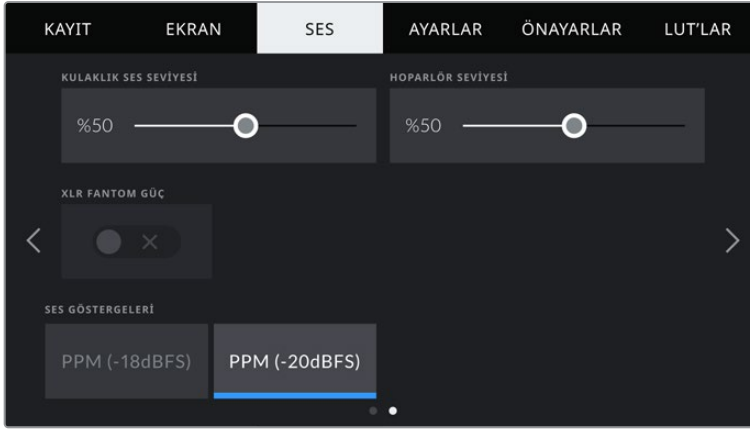 KAYIT EKRAN SES AYARLAR ÖNAYARLAR LUT'LAR
KULAKLIK SES SEVİYESİ HOPARLÖR SEVİYESİ
%50 %50
XLR FANTOM GÜÇ
SES GÖSTERGELERİ
PPM (-18dBFS) PPM (-20dBFS)